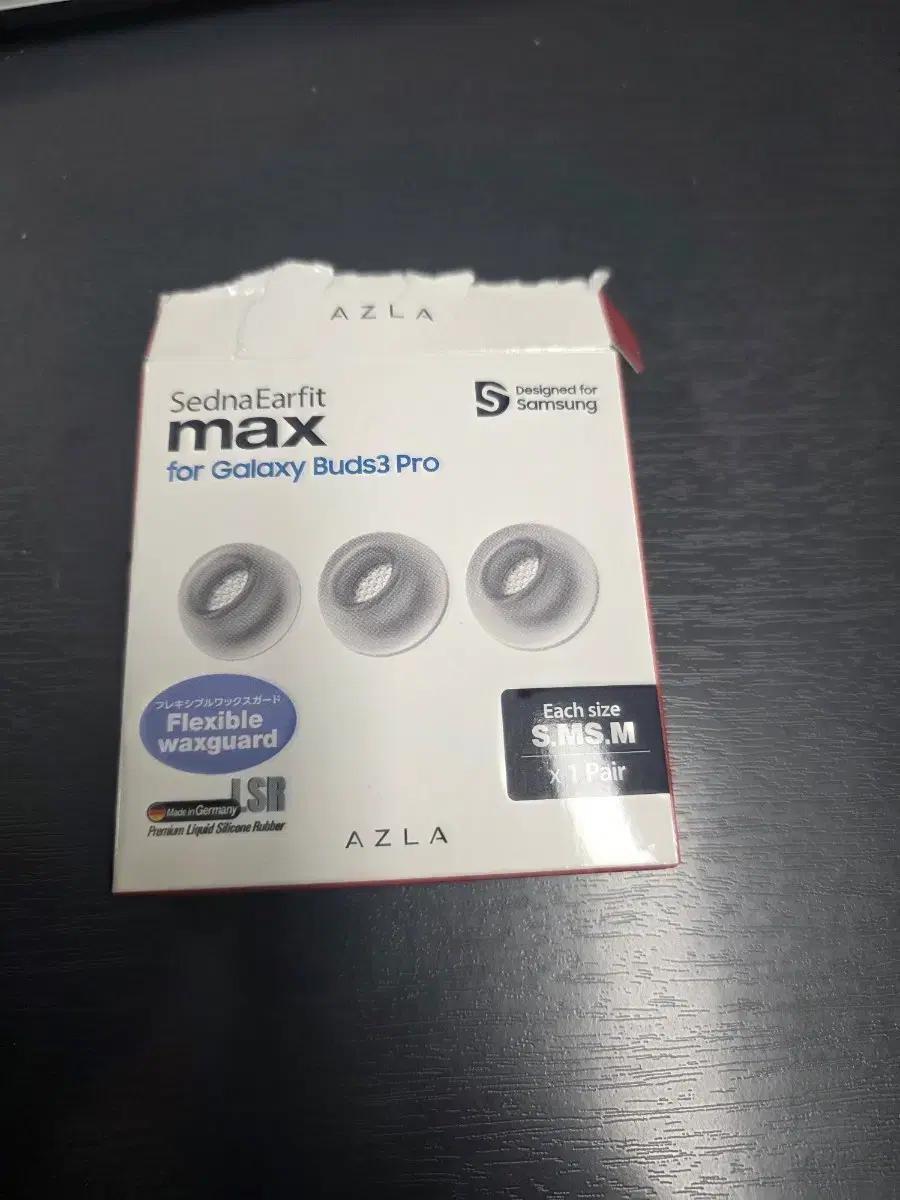 AZLA
SednaEarfit
max
for Galaxy Buds3 Pro
Designed for
Samsung
フレキシブルワックスガード
Flexible
waxguard
Each size
S.MS.M
x 1 Pair
LSR
Made in Germany
Premium Liquid Silicone Rubber
AZLA